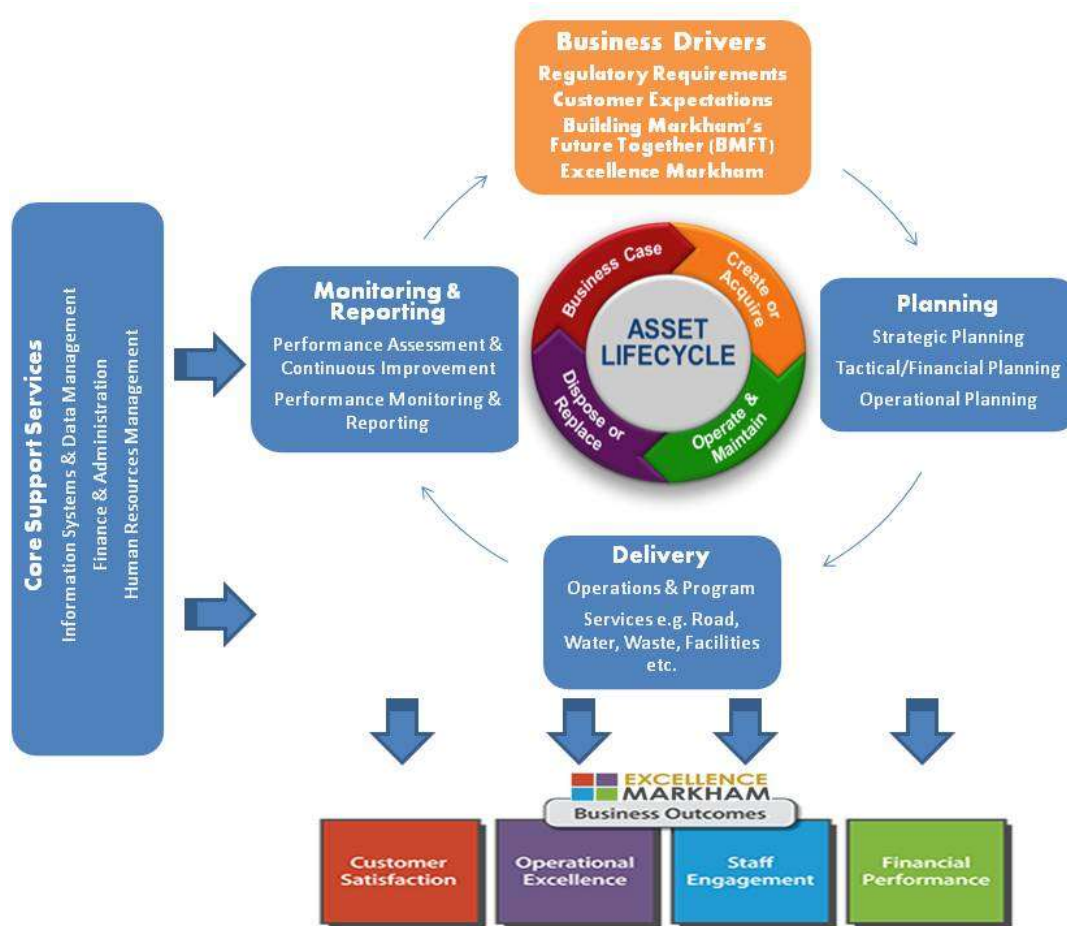 Business Drivers
Regulatory Requirements
Customer Expectations
Building Markham's
Future Together (BMFT)
Excellence Markham
Core Support Services
Information Systems & Data Management
Finance & Administration
Human Resources Management
Monitoring &
Reporting
Performance Assessment &
Continuous Improvement
Performance Monitoring &
Reporting
Business Case
Create or
Acquire
ASSET
LIFECYCLE
Dispose or
Replace
Operate &
Maintain
Planning
Strategic Planning
Tactical/Financial Planning
Operational Planning
Delivery
Operations & Program
Services e.g. Road,
Water, Waste, Facilities
etc.
EXCELLENCE
MARKHAM
Business Outcomes
Customer
Satisfaction
Operational
Excellence
Staff
Engagement
Financial
Performance